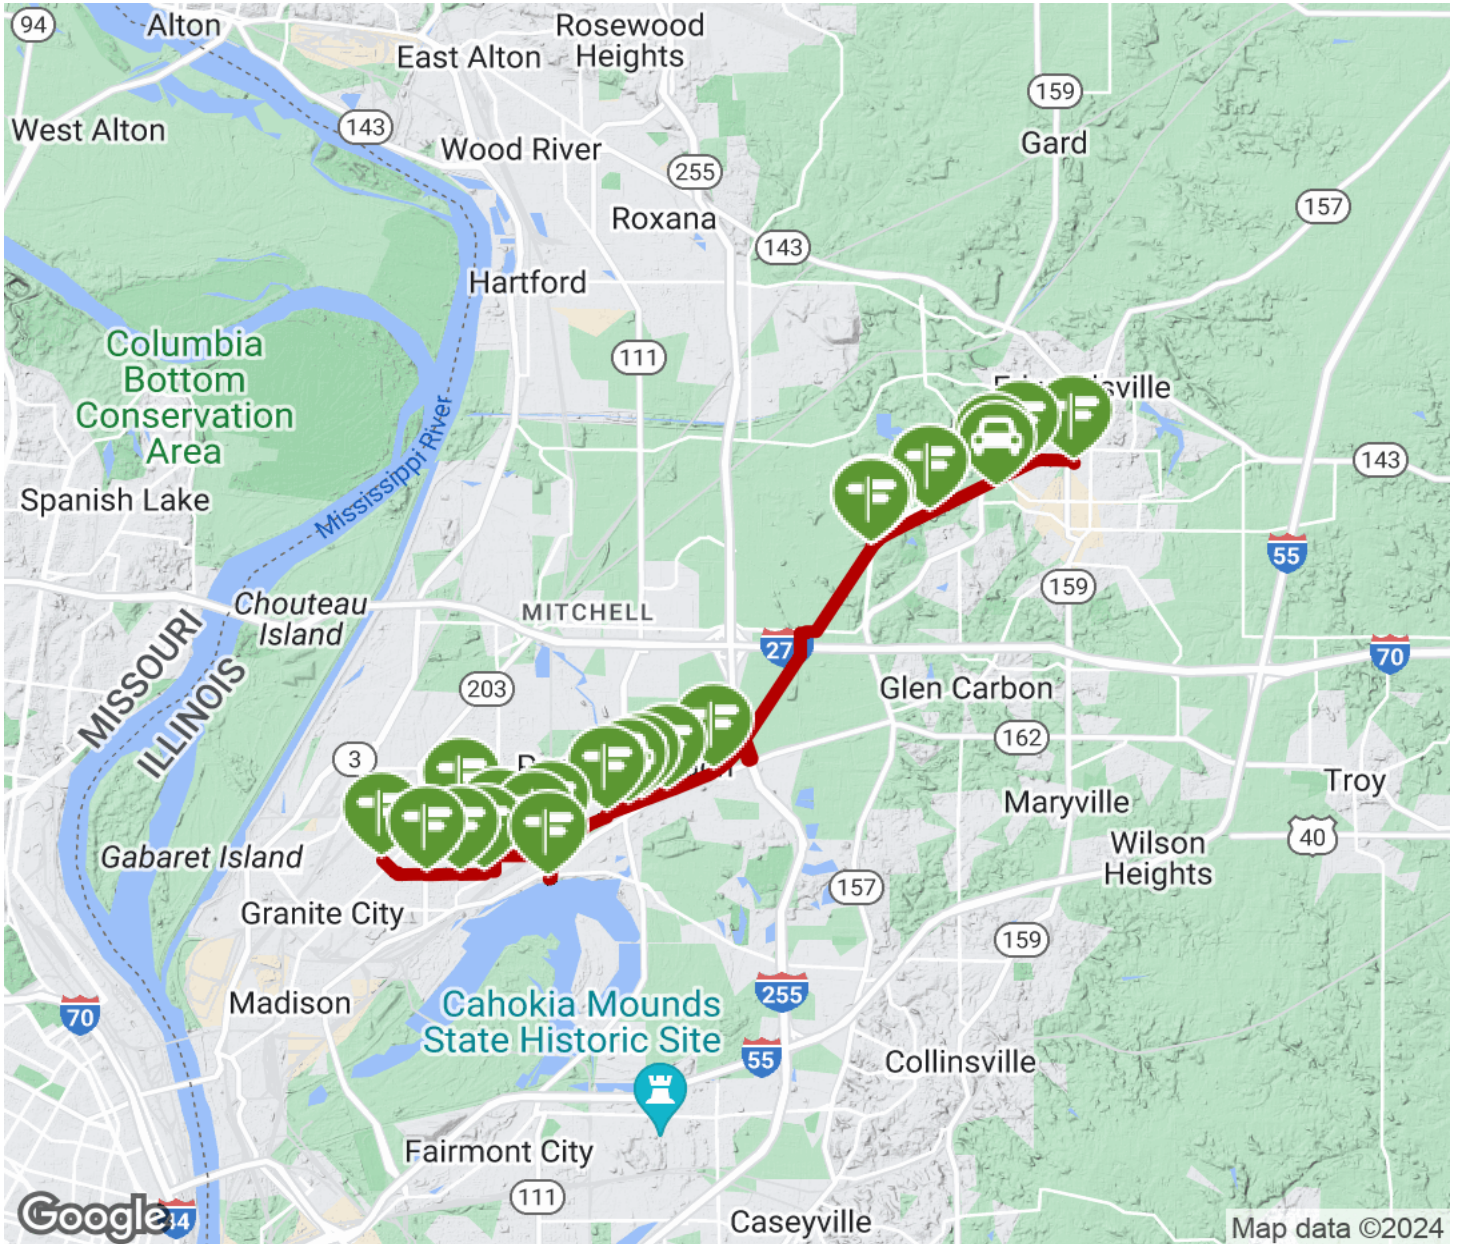 94
Alton
East Alton
Rosewood
Heights
159
West Alton
143
Wood River
Gard
255
157
Roxana
143
Hartford
Columbia
Bottom
Conservation
Area
111
Mississippi River
143
Spanish Lake
55
Chouteau
Island
MITCHELL
159
MISSOURI
ILLINOIS
70
203
Glen Carbon
162
3
Troy
Maryville
40
Wilson
Heights
Gabaret Island
157
Granite City
159
255
Madison
Cahokia Mounds
State Historic Site
70
55
Collinsville
Fairmont City
111
Caseyville
Google
Map data ©2024